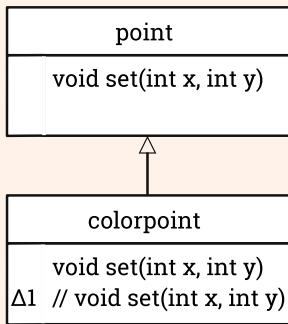 point
void set(int x, int y)
colorpoint
void set(int x, int y)
Δ1 // void set(int x, int y)